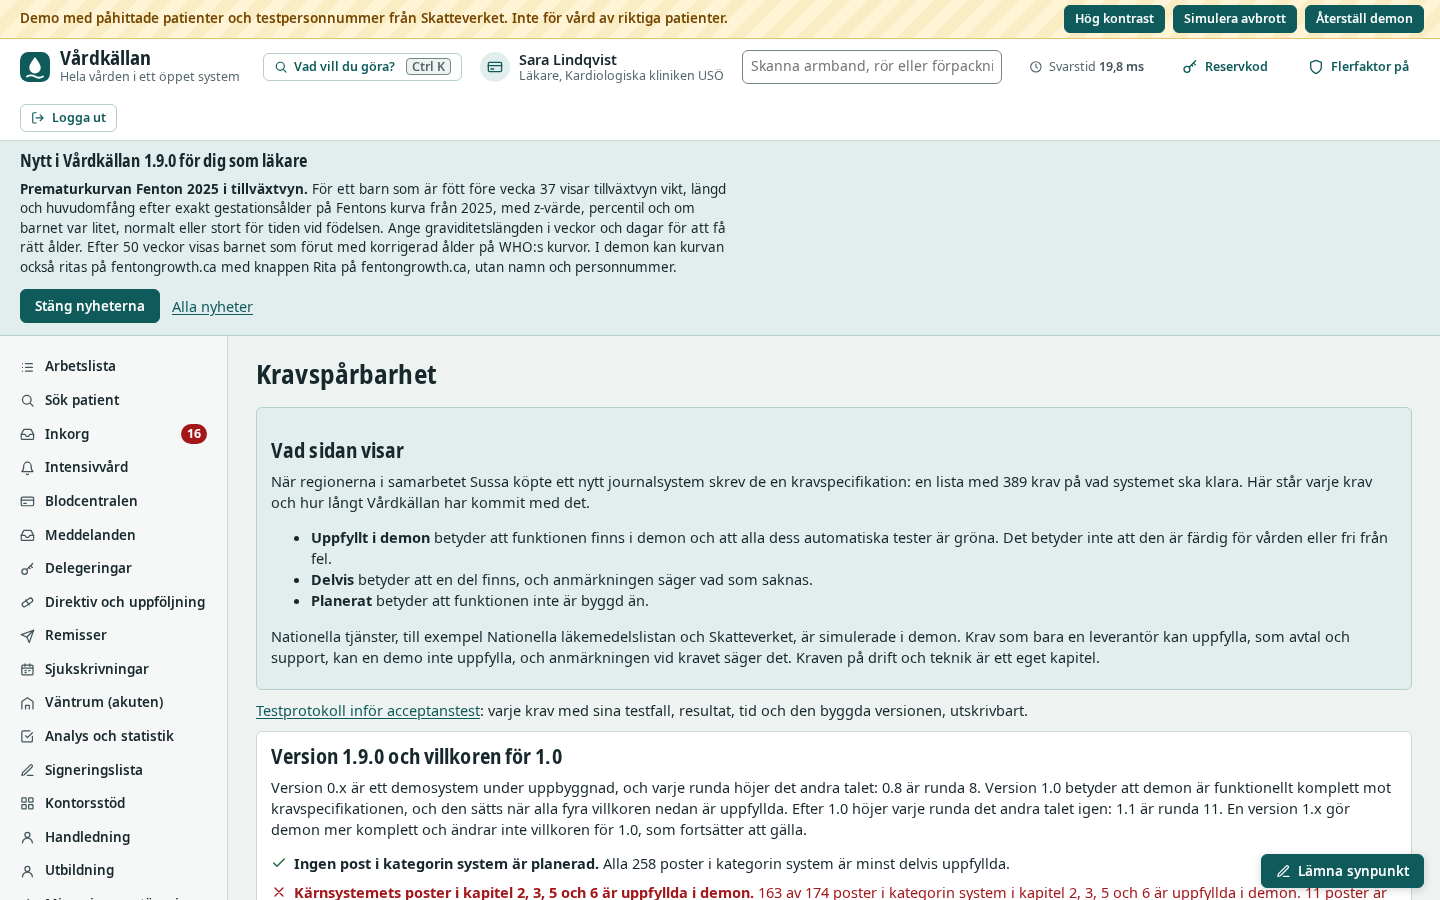 Demo med påhittade patienter och testpersonnummer från Skatteverket. Inte för vård av riktiga patienter.
Hög kontrast
Simulera avbrott
Återställ demon
Vårdkällan
Hela vården i ett öppet system
Vad vill du göra? Ctrl K
Sara Lindqvist
Läkare, Kardiologiska kliniken USÖ
Skanna armband, rör eller förpackni
Svarstid 19,8 ms
Reservkod
Flerfaktor på
Logga ut
Nytt i Vårdkällan 1.9.0 för dig som läkare
Prematurkurvan Fenton 2025 i tillväxtvyn. För ett barn som är fött före vecka 37 visar tillväxtvyn vikt, längd
och huvudomfång efter exakt gestationsålder på Fentons kurva från 2025, med z-värde, percentil och om
barnet var litet, normalt eller stort för tiden vid födelsen. Ange graviditetslängden i veckor och dagar för att få
rätt ålder. Efter 50 veckor visas barnet som förut med korrigerad ålder på WHO:s kurvor. I demon kan kurvan
också ritas på fentongrowth.ca med knappen Rita på fentongrowth.ca, utan namn och personnummer.
Stäng nyheterna
Alla nyheter
Arbetslista
Sök patient
Inkorg 16
Intensivvård
Blodcentralen
Meddelanden
Delegeringar
Direktiv och uppföljning
Remisser
Sjukskrivningar
Väntrum (akuten)
Analys och statistik
Signeringslista
Kontorsstöd
Handledning
Utbildning
Kravspårbarhet
Vad sidan visar
När regionerna i samarbetet Sussa köpte ett nytt journalsystem skrev de en kravspecifikation: en lista med 389 krav på vad systemet ska klara. Här står varje krav
och hur långt Vårdkällan har kommit med det.
Uppfyllt i demon betyder att funktionen finns i demon och att alla dess automatiska tester är gröna. Det betyder inte att den är färdig för vården eller fri från
fel.
Delvis betyder att en del finns, och anmärkningen säger vad som saknas.
Planerat betyder att funktionen inte är byggd än.
Nationella tjänster, till exempel Nationella läkemedelslistan och Skatteverket, är simulerade i demon. Krav som bara en leverantör kan uppfylla, som avtal och
support, kan en demo inte uppfylla, och anmärkningen vid kravet säger det. Kraven på drift och teknik är ett eget kapitel.
Testprotokoll inför acceptanstest: varje krav med sina testfall, resultat, tid och den byggda versionen, utskrivbart.
Version 1.9.0 och villkoren för 1.0
Version 0.x är ett demosystem under uppbyggnad, och varje runda höjer det andra talet: 0.8 är runda 8. Version 1.0 betyder att demon är funktionellt komplett mot
kravspecifikationen, och den sätts när alla fyra villkoren nedan är uppfyllda. Efter 1.0 höjer varje runda det andra talet igen: 1.1 är runda 11. En version 1.x gör
demon mer komplett och ändrar inte villkoren för 1.0, som fortsätter att gälla.
Ingen post i kategorin system är planerad. Alla 258 poster i kategorin system är minst delvis uppfyllda.
Kärnsystemets poster i kapitel 2, 3, 5 och 6 är uppfyllda i demon. 163 av 174 poster i kategorin system i kapitel 2, 3, 5 och 6 är uppfyllda i demon. 11 poster är
Lämna synpunkt